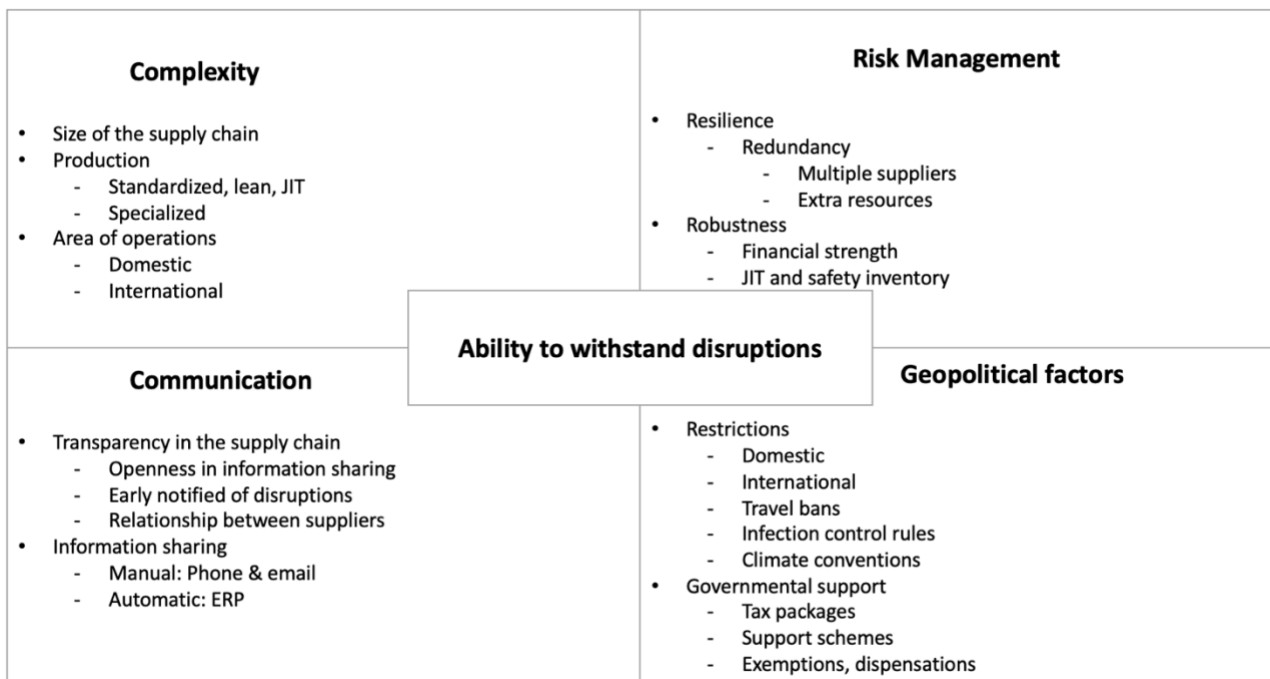 Complexity
• Size of the supply chain
• Production
- Standardized, lean, JIT
- Specialized
• Area of operations
- Domestic
- International
Risk Management
• Resilience
- Redundancy
- Multiple suppliers
- Extra resources
• Robustness
- Financial strength
- JIT and safety inventory
Ability to withstand disruptions
Communication
• Transparency in the supply chain
- Openness in information sharing
- Early notified of disruptions
- Relationship between suppliers
• Information sharing
- Manual: Phone & email
- Automatic: ERP
Geopolitical factors
• Restrictions
- Domestic
- International
- Travel bans
- Infection control rules
- Climate conventions
• Governmental support
- Tax packages
- Support schemes
- Exemptions, dispensations